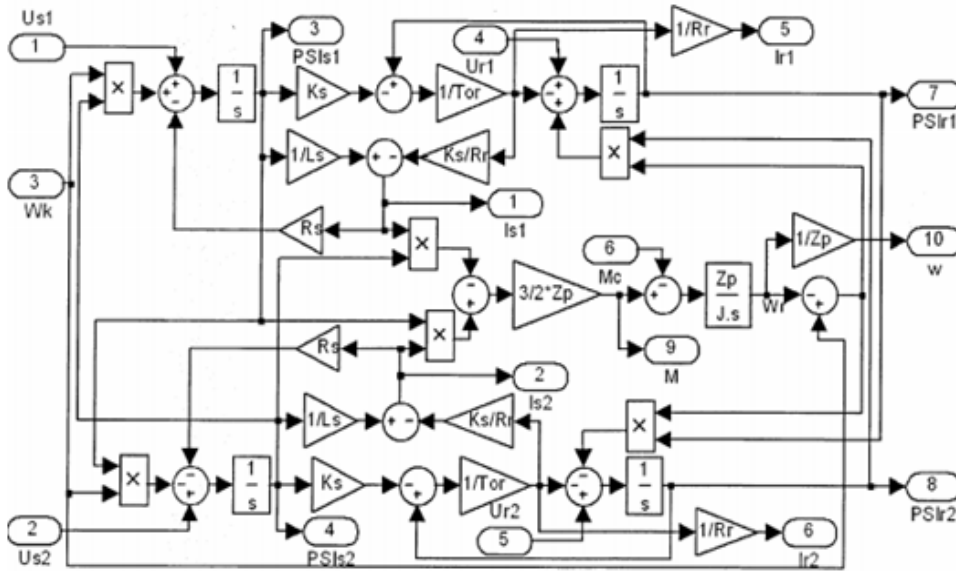 Us1
1
3
PSIs1
4
Ur1
1/Rr
5
Ir1
×
1
s
Ks
1/Tor
1
s
7
PSIr1
3
Wk
1/Ls
Ks/Rr
×
Rs
1
Is1
×
6
Mc
1/Zp
10
w
3/2*Zp
Zp
J.s
Wr
×
Rs
9
M
2
Is2
1/Ls
Ks/Rr
×
×
1
s
Ks
1/Tor
Ur2
1
s
8
PSIr2
2
Us2
4
PSIs2
5
1/Rr
6
Ir2